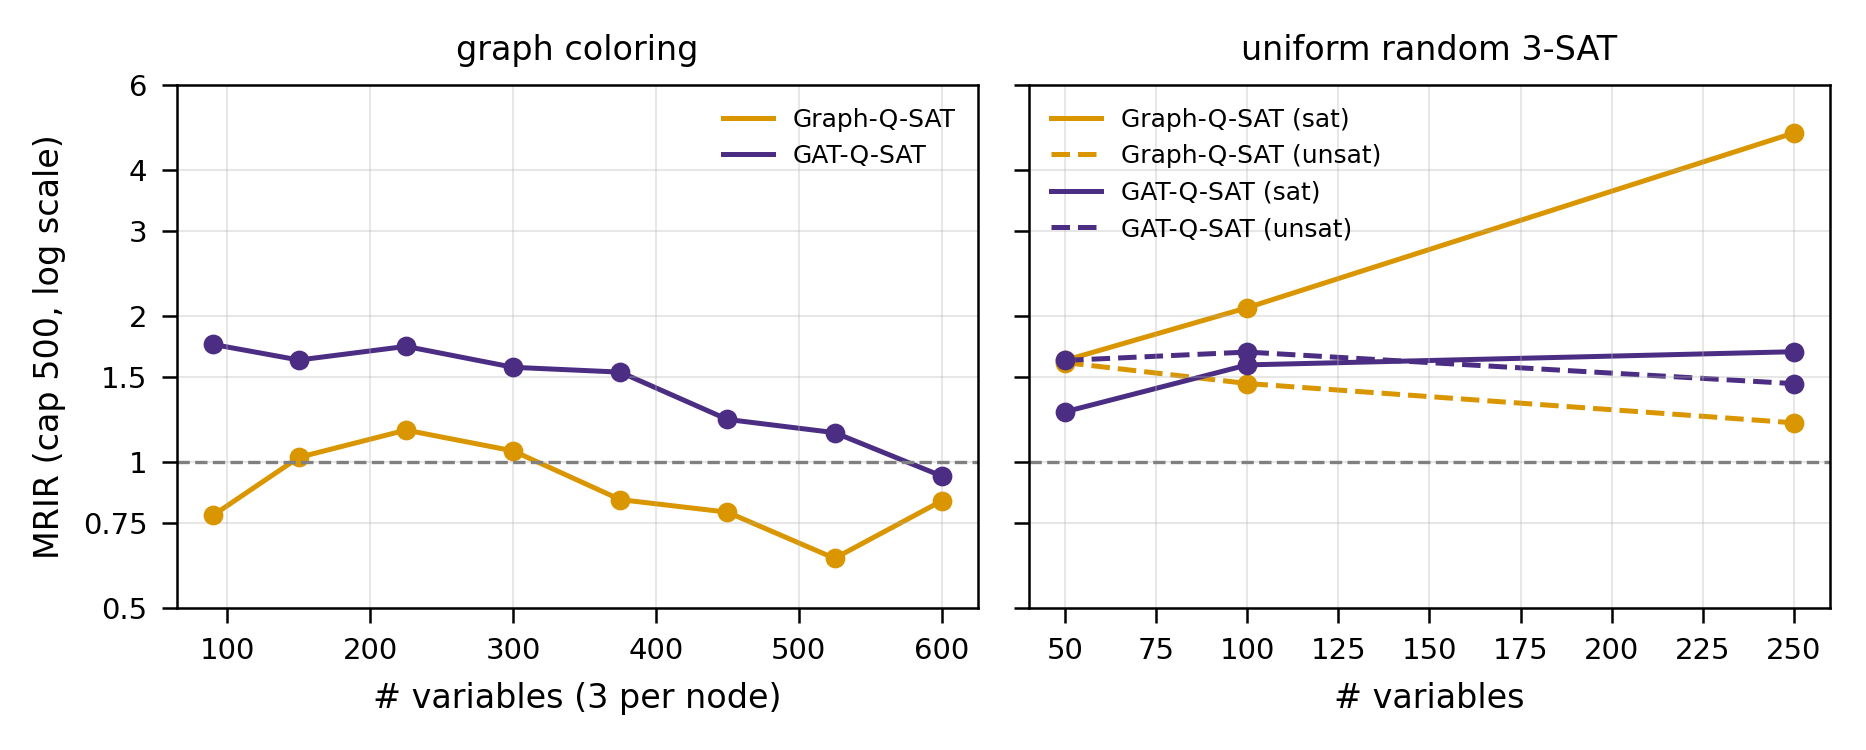 graph coloring
MRIR (cap 500, log scale)
6
4
3
2
1.5
1
0.75
0.5
Graph-Q-SAT
GAT-Q-SAT
100 200 300 400 500 600
# variables (3 per node)
uniform random 3-SAT
Graph-Q-SAT (sat)
Graph-Q-SAT (unsat)
GAT-Q-SAT (sat)
GAT-Q-SAT (unsat)
50 75 100 125 150 175 200 225 250
# variables